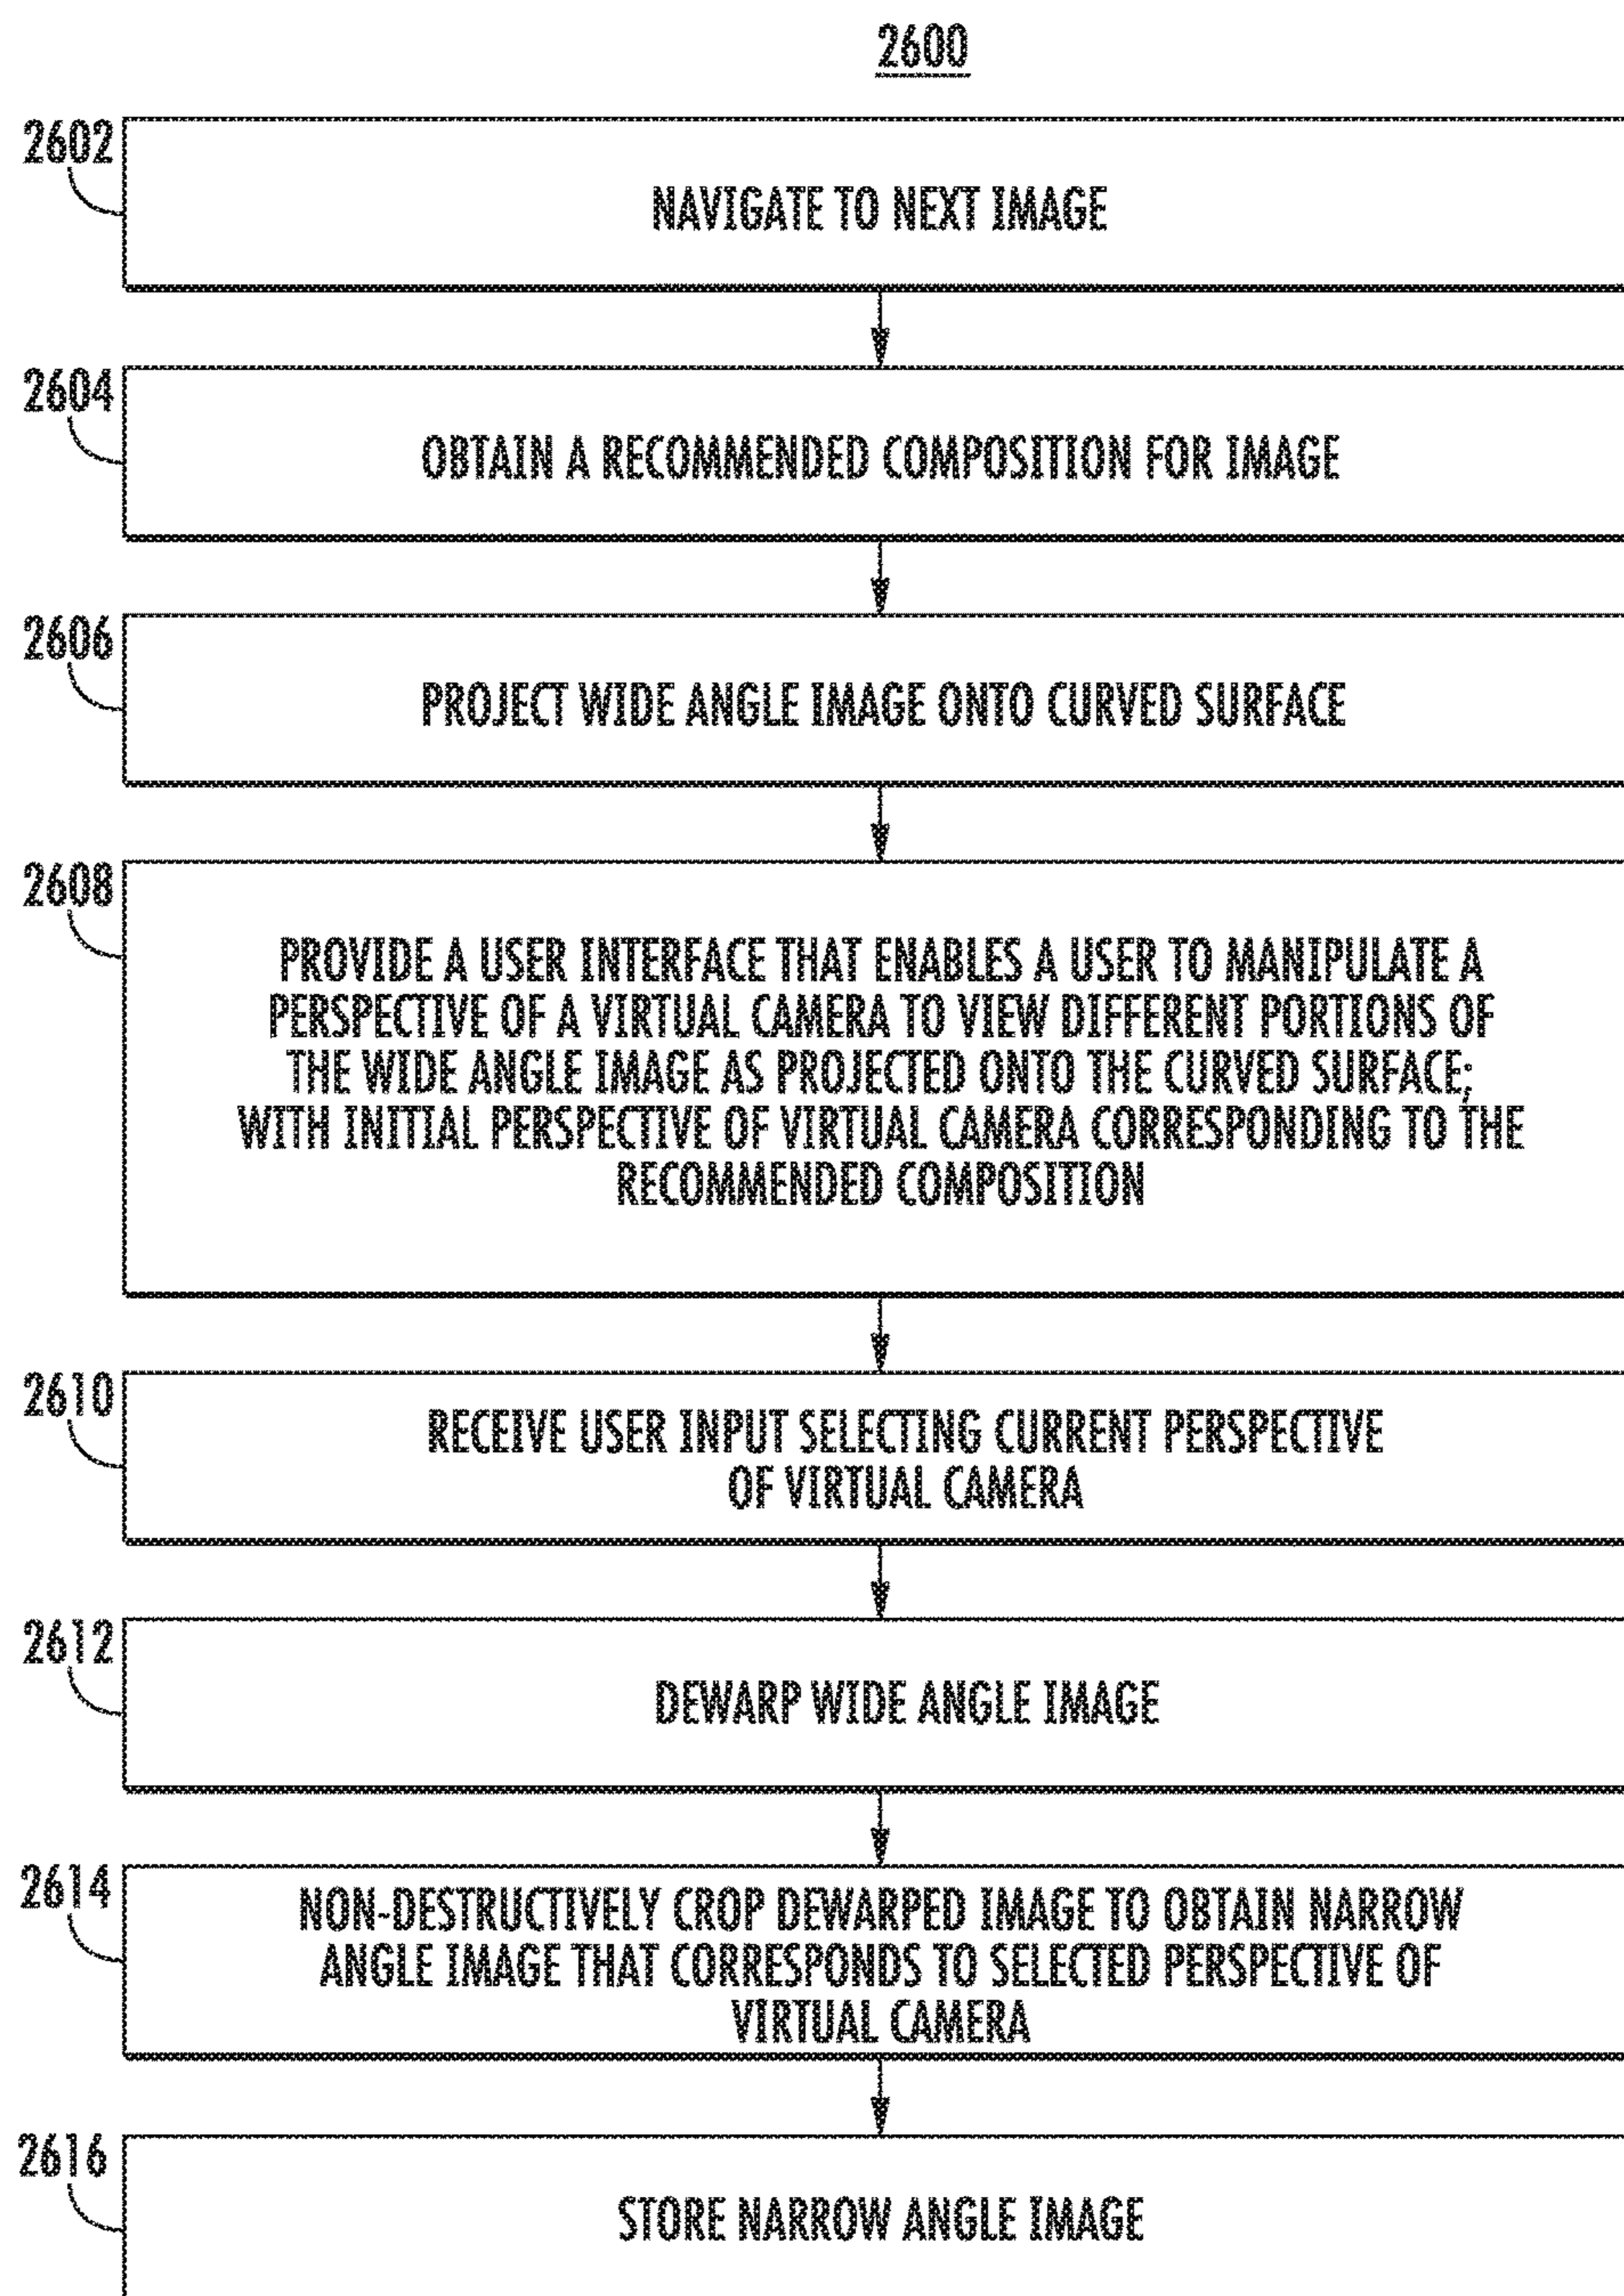 2600
2602
NAVIGATE TO NEXT IMAGE
2604
OBTAIN A RECOMMENDED COMPOSITION FOR IMAGE
2606
PROJECT WIDE ANGLE IMAGE ONTO CURVED SURFACE
2608
PROVIDE A USER INTERFACE THAT ENABLES A USER TO MANIPULATE A
PERSPECTIVE OF A VIRTUAL CAMERA TO VIEW DIFFERENT PORTIONS OF
THE WIDE ANGLE IMAGE AS PROJECTED ONTO THE CURVED SURFACE;
WITH INITIAL PERSPECTIVE OF VIRTUAL CAMERA CORRESPONDING TO THE
RECOMMENDED COMPOSITION
2610
RECEIVE USER INPUT SELECTING CURRENT PERSPECTIVE
OF VIRTUAL CAMERA
2612
DEWARP WIDE ANGLE IMAGE
2614
NON-DESTRUCTIVELY CROP DEWARPED IMAGE TO OBTAIN NARROW
ANGLE IMAGE THAT CORRESPONDS TO SELECTED PERSPECTIVE OF
VIRTUAL CAMERA
2616
STORE NARROW ANGLE IMAGE